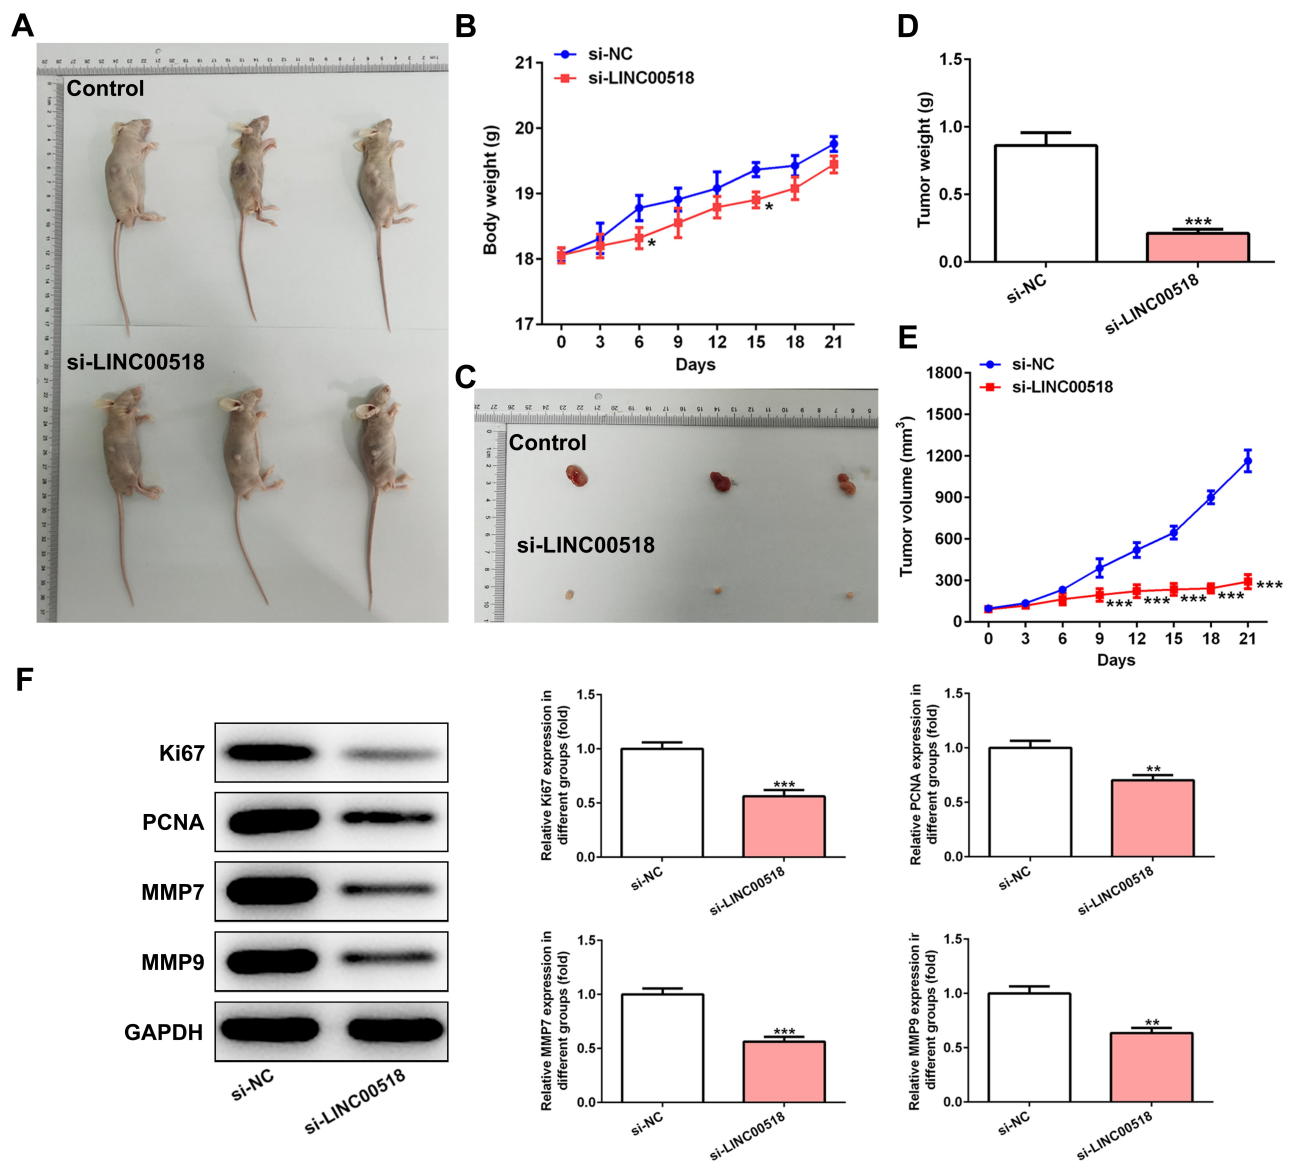 A
Control
si-LINC00518
B
si-NC
si-LINC00518
21
20
19
18
17
Body weight (g)
*
*
0 3 6 9 12 15 18 21
Days
C
Control
si-LINC00518
D
1.5
1.0
0.5
0.0
Tumor weight (g)
***
si-NC
si-LINC00518
E
si-NC
si-LINC00518
1800
1500
1200
900
600
300
0
Tumor volume (mm3)
*** *** *** *** ***
0 3 6 9 12 15 18 21
Days
F
Ki67
PCNA
MMP7
MMP9
GAPDH
si-NC
si-LINC00518
Relative Ki67 expression in
different groups (fold)
1.5
1.0
0.5
0.0
***
si-NC
si-LINC00518
Relative PCNA expression in
different groups (fold)
1.5
1.0
0.5
0.0
**
si-NC
si-LINC00518
Relative MMP7 expression in
different groups (fold)
1.5
1.0
0.5
0.0
***
si-NC
si-LINC00518
Relative MMP9 expression ir
different groups (fold)
1.5
1.0
0.5
0.0
**
si-NC
si-LINC00518